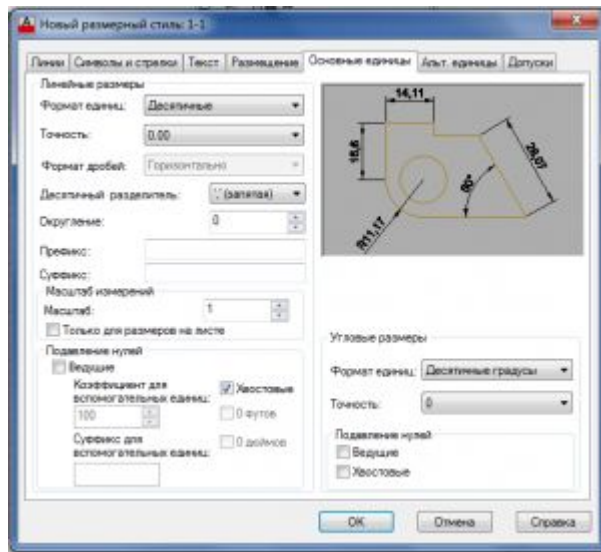 Новый размерный стиль: 1-1
Линии
Символы и стрелки
Текст
Размещение
Основные единицы
Альт. единицы
Допуски
Линейные размеры
Формат единиц:
Десятичные
Точность:
0.00
Формат дробей:
Горизонтально
Десятичный разделитель:
',' (запятая)
Округление:
0
Префикс:
Суффикс:
Масштаб измерений
Масштаб:
1
Только для размеров на листе
Подавление нулей
Ведущие
Коэффициент для
вспомогательных единиц:
100
Суффикс для
вспомогательных единиц:
Хвостовые
0 футов
0 дюймов
14,11
16,6
28,07
60°
R11,17
Угловые размеры
Формат единиц:
Десятичные градусы
Точность:
0
Подавление нулей
Ведущие
Хвостовые
OK
Отмена
Справка